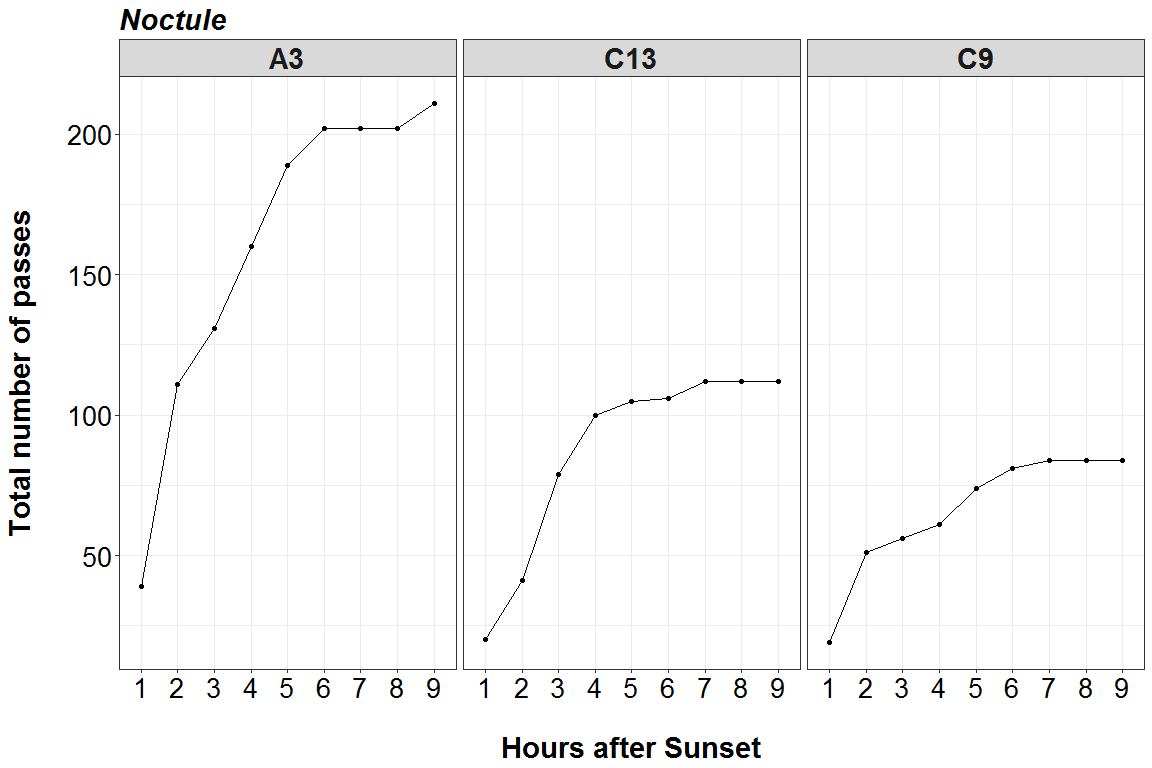 Noctule
A3 C13 C9
Total number of passes
200
150
100
50
1 2 3 4 5 6 7 8 9 1 2 3 4 5 6 7 8 9 1 2 3 4 5 6 7 8 9
Hours after Sunset